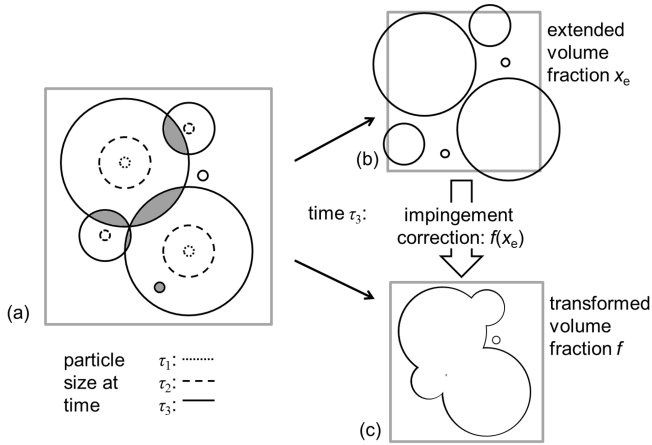 extended
volume
fraction xₑ
(b)
time τ₃:
impingement
correction: f(xₑ)
(a)
transformed
volume
fraction f
particle
size at
time
τ₁:
τ₂:
τ₃:
(c)